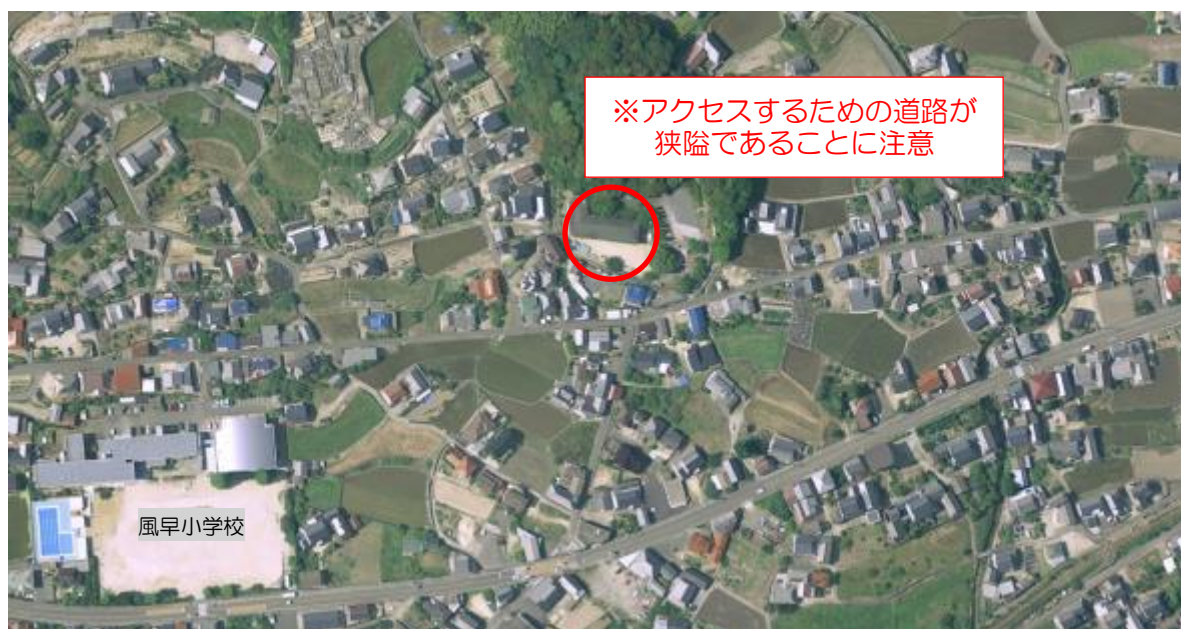 ※アクセスするための道路が
狭隘であることに注意
風早小学校